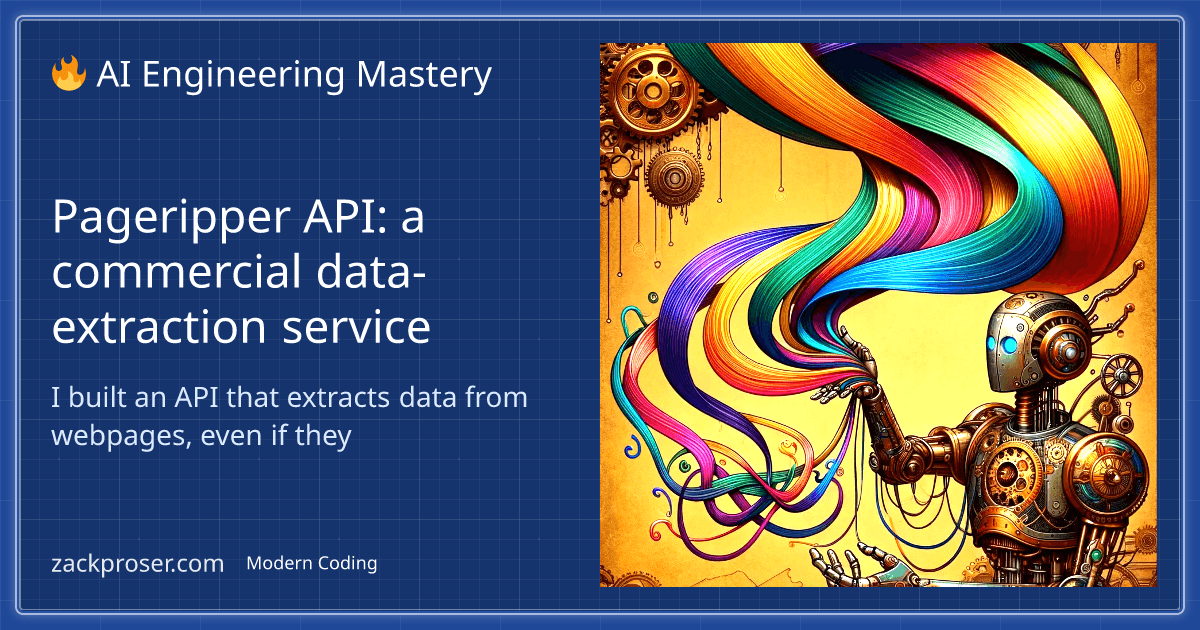 🔥 AI Engineering Mastery
Pageripper API: a
commercial data-
extraction service
I built an API that extracts data from
webpages, even if they
zackproser.com Modern Coding